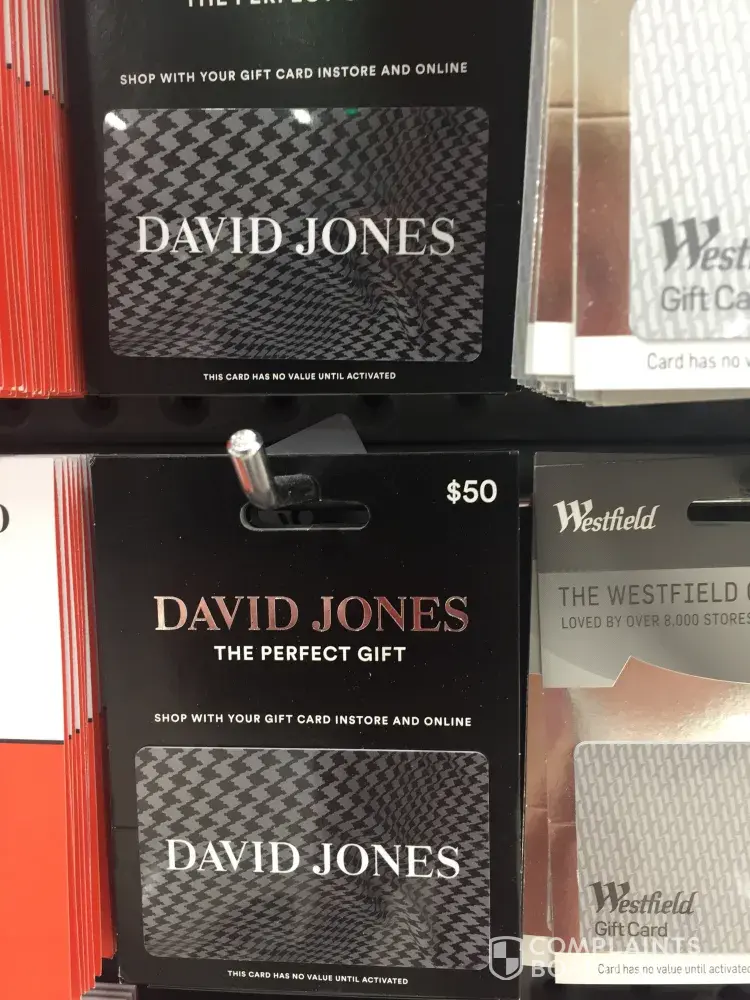 SHOP WITH YOUR GIFT CARD INSTORE AND ONLINE
DAVID JONES
THIS CARD HAS NO VALUE UNTIL ACTIVATED
Gift
Card has no
$50
DAVID JONES
THE PERFECT GIFT
SHOP WITH YOUR GIFT CARD INSTORE AND ONLINE
DAVID JONES
THIS CARD HAS NO VALUE UNTIL ACTIVATED
Westfield
THE WESTFIELD
LOVED BY OVER 8,000 STORES
Westfield
Gift Card
Card has no value until activated
COMPLAINTS